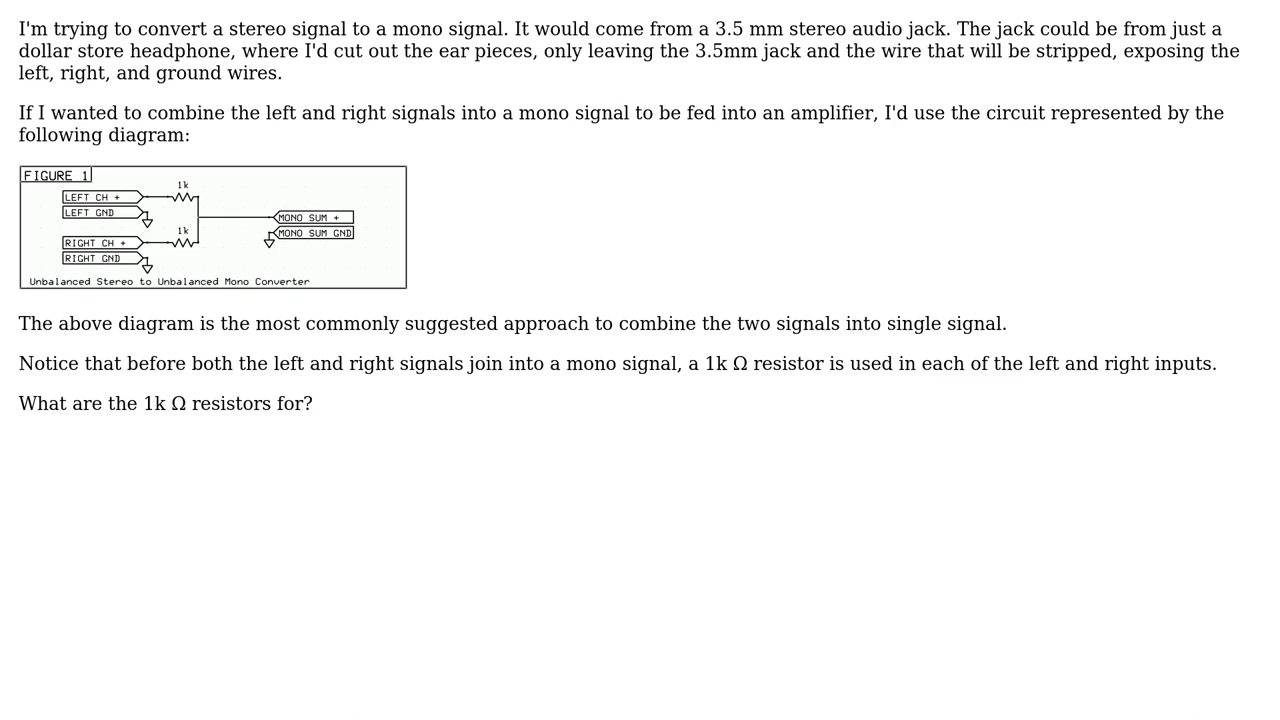 I'm trying to convert a stereo signal to a mono signal. It would come from a 3.5 mm stereo audio jack. The jack could be from just a
dollar store headphone, where I'd cut out the ear pieces, only leaving the 3.5mm jack and the wire that will be stripped, exposing the
left, right, and ground wires.
If I wanted to combine the left and right signals into a mono signal to be fed into an amplifier, I'd use the circuit represented by the
following diagram:
FIGURE 1
1k
LEFT CH +
LEFT GND
MONO SUM +
1k
MONO SUM GND
RIGHT CH +
RIGHT GND
Unbalanced Stereo to Unbalanced Mono Converter
The above diagram is the most commonly suggested approach to combine the two signals into single signal.
Notice that before both the left and right signals join into a mono signal, a 1k Ω resistor is used in each of the left and right inputs.
What are the 1k Ω resistors for?